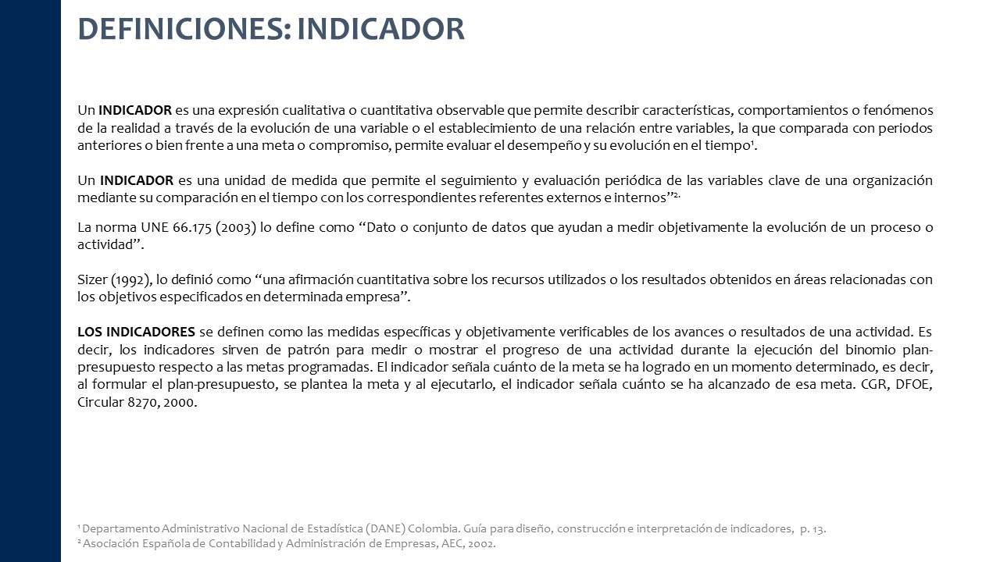 DEFINICIONES: INDICADOR
Un INDICADOR es una expresión cualitativa o cuantitativa observable que permite describir características, comportamientos o fenómenos
de la realidad a través de la evolución de una variable o el establecimiento de una relación entre variables, la que comparada con periodos
anteriores o bien frente a una meta o compromiso, permite evaluar el desempeño y su evolución en el tiempo¹.
Un INDICADOR es una unidad de medida que permite el seguimiento y evaluación periódica de las variables clave de una organización
mediante su comparación en el tiempo con los correspondientes referentes externos e internos”².
La norma UNE 66.175 (2003) lo define como “Dato o conjunto de datos que ayudan a medir objetivamente la evolución de un proceso o
actividad”.
Sizer (1992), lo definió como “una afirmación cuantitativa sobre los recursos utilizados o los resultados obtenidos en áreas relacionadas con
los objetivos especificados en determinada empresa”.
LOS INDICADORES se definen como las medidas específicas y objetivamente verificables de los avances o resultados de una actividad. Es
decir, los indicadores sirven de patrón para medir o mostrar el progreso de una actividad durante la ejecución del binomio plan-
presupuesto respecto a las metas programadas. El indicador señala cuánto de la meta se ha logrado en un momento determinado, es decir,
al formular el plan-presupuesto, se plantea la meta y al ejecutarlo, el indicador señala cuánto se ha alcanzado de esa meta. CGR, DFOE,
Circular 8270, 2000.
¹ Departamento Administrativo Nacional de Estadística (DANE) Colombia. Guía para diseño, construcción e interpretación de indicadores, p. 13.
² Asociación Española de Contabilidad y Administración de Empresas, AEC, 2002.